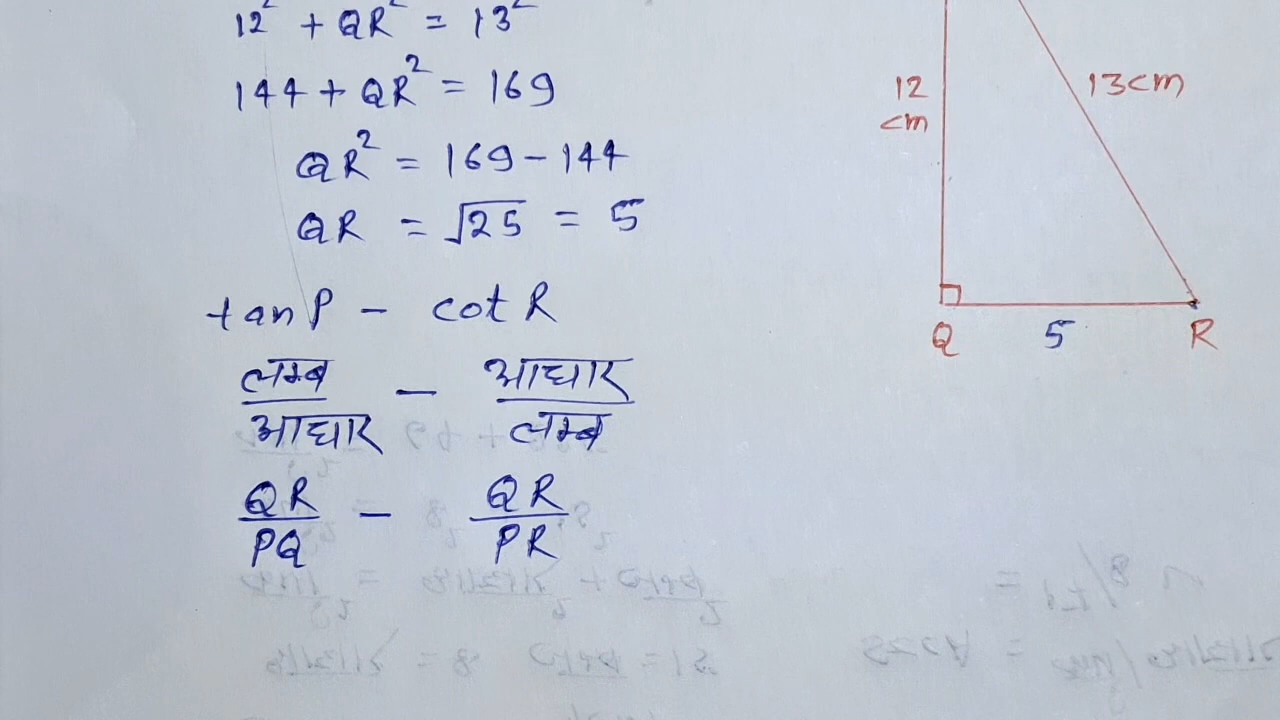 12² + QR² = 13²
144 + QR² = 169
QR² = 169 - 144
QR = √25 = 5
tan P - cot R
लम्ब/आधार - आधार/लम्ब
QR/PQ - QR/PR
12
cm
13cm
Q 5 R